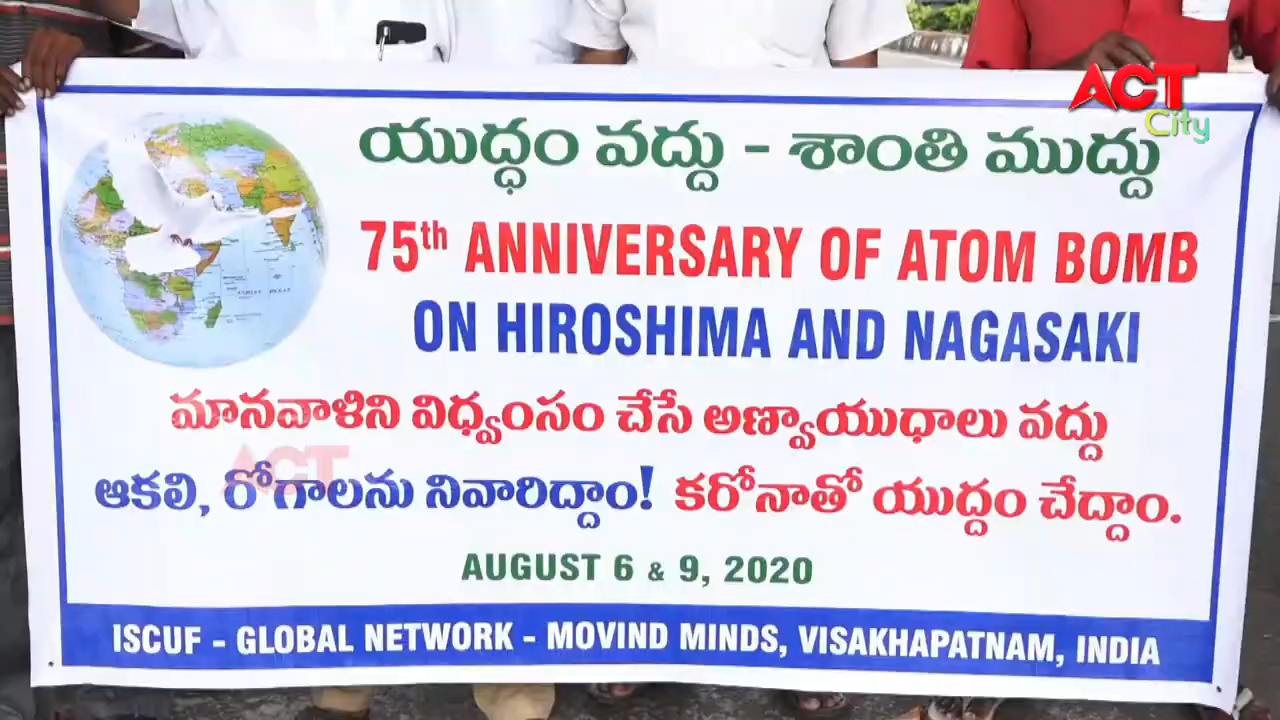 ACT
City
యుద్ధం వద్దు - శాంతి ముద్దు
75th ANNIVERSARY OF ATOM BOMB
ON HIROSHIMA AND NAGASAKI
మానవాళిని విధ్వంసం చేసే అణ్వాయుధాలు వద్దు
ACT
ఆకలి, రోగాలను నివారిద్దాం! కరోనాతో యుద్దం చేద్దాం.
AUGUST 6 & 9, 2020
ISCUF - GLOBAL NETWORK - MOVIND MINDS, VISAKHAPATNAM, INDIA